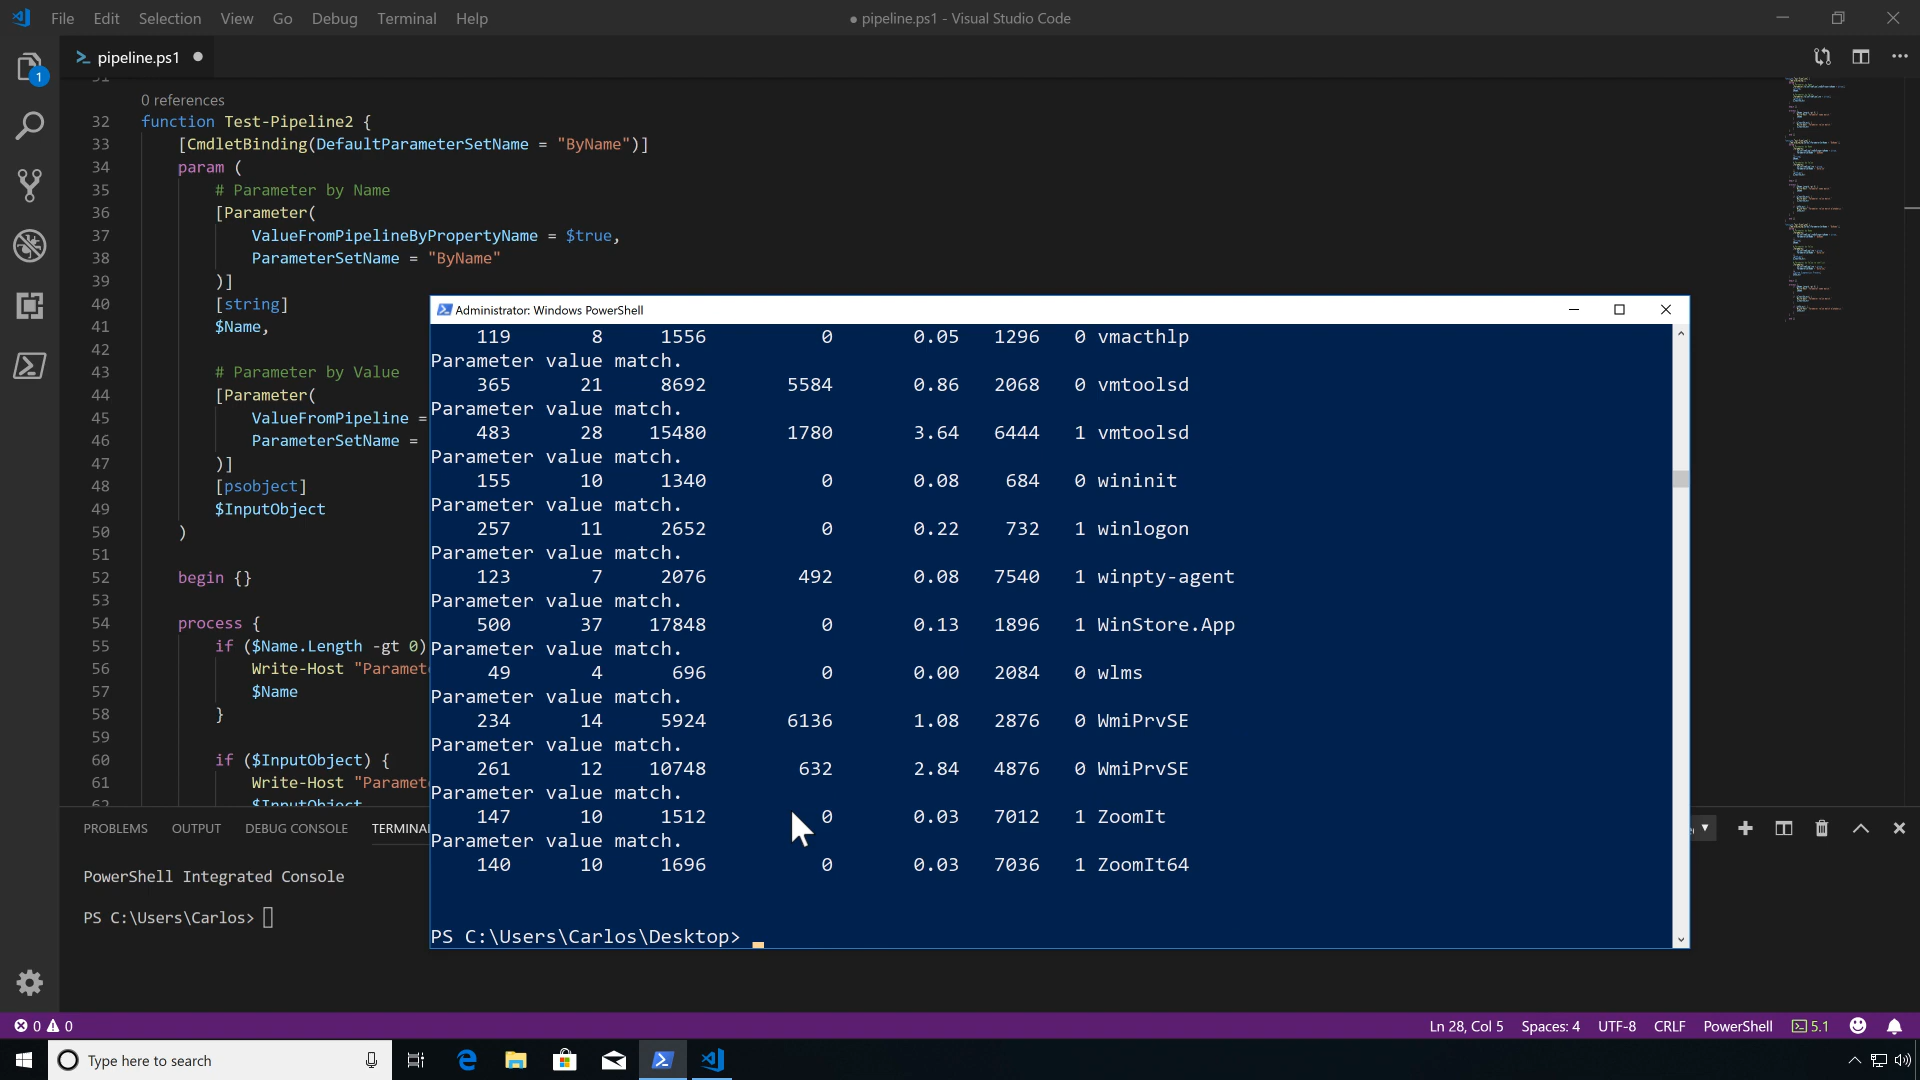 File Edit Selection View Go Debug Terminal Help
● pipeline.ps1 - Visual Studio Code
1
pipeline.ps1
31
0 references
32 function Test-Pipeline2 {
33 [CmdletBinding(DefaultParameterSetName = "ByName")]
34 param (
35 # Parameter by Name
36 [Parameter(
37 ValueFromPipelineByPropertyName = $true,
38 ParameterSetName = "ByName"
39 )]
40 [string]
41 $Name,
42
43 # Parameter by Value
44 [Parameter(
45 ValueFromPipeline =
46 ParameterSetName =
47 )]
48 [psobject]
49 $InputObject
50 )
51
52 begin {}
53
54 process {
55 if ($Name.Length -gt 0)
56 Write-Host "Paramet
57 $Name
58 }
59
60 if ($InputObject) {
61 Write-Host "Paramet
62 $InputObject
Administrator: Windows PowerShell
119 8 1556 0 0.05 1296 0 vmacthlp
Parameter value match.
365 21 8692 5584 0.86 2068 0 vmtoolsd
Parameter value match.
483 28 15480 1780 3.64 6444 1 vmtoolsd
Parameter value match.
155 10 1340 0 0.08 684 0 wininit
Parameter value match.
257 11 2652 0 0.22 732 1 winlogon
Parameter value match.
123 7 2076 492 0.08 7540 1 winpty-agent
Parameter value match.
500 37 17848 0 0.13 1896 1 WinStore.App
Parameter value match.
49 4 696 0 0.00 2084 0 wlms
Parameter value match.
234 14 5924 6136 1.08 2876 0 WmiPrvSE
Parameter value match.
261 12 10748 632 2.84 4876 0 WmiPrvSE
Parameter value match.
147 10 1512 0 0.03 7012 1 ZoomIt
Parameter value match.
140 10 1696 0 0.03 7036 1 ZoomIt64
PS C:\Users\Carlos\Desktop>
PROBLEMS OUTPUT DEBUG CONSOLE TERMINA
PowerShell Integrated Console
PS C:\Users\Carlos>
0 0
Ln 28, Col 5 Spaces: 4 UTF-8 CRLF PowerShell 5.1
Type here to search